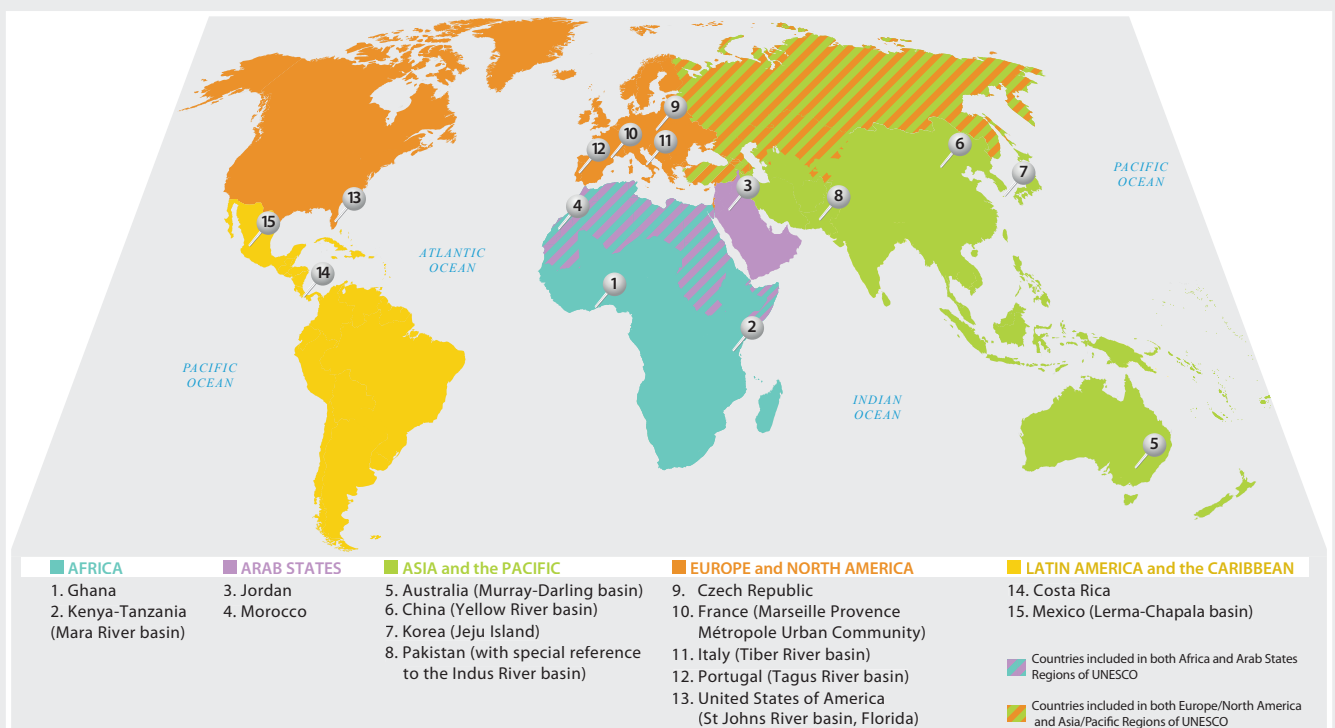 9
10
11
12
6
PACIFIC
OCEAN
7
3
13
8
4
15
ATLANTIC
OCEAN
14
1
2
PACIFIC
OCEAN
INDIAN
OCEAN
5
AFRICA
1. Ghana
2. Kenya-Tanzania
(Mara River basin)
ARAB STATES
3. Jordan
4. Morocco
ASIA and the PACIFIC
5. Australia (Murray-Darling basin)
6. China (Yellow River basin)
7. Korea (Jeju Island)
8. Pakistan (with special reference
to the Indus River basin)
EUROPE and NORTH AMERICA
9. Czech Republic
10. France (Marseille Provence
Métropole Urban Community)
11. Italy (Tiber River basin)
12. Portugal (Tagus River basin)
13. United States of America
(St Johns River basin, Florida)
LATIN AMERICA and the CARIBBEAN
14. Costa Rica
15. Mexico (Lerma-Chapala basin)
Countries included in both Africa and Arab States
Regions of UNESCO
Countries included in both Europe/North America
and Asia/Pacific Regions of UNESCO